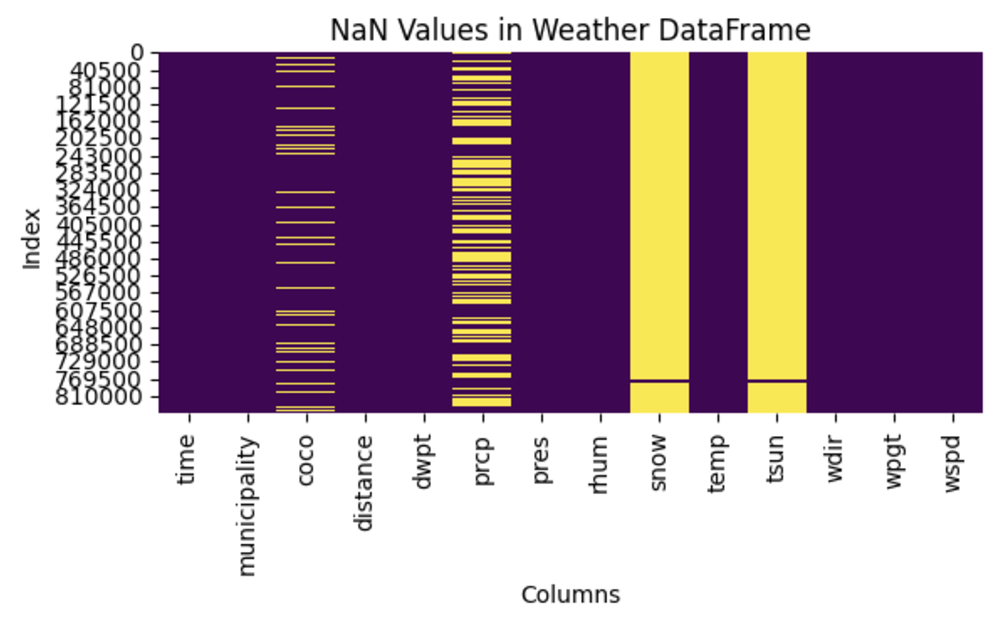 NaN Values in Weather DataFrame
0
40500
81000
121500
162000
202500
243000
283500
324000
364500
405000
445500
486000
526500
567000
607500
648000
688500
729000
769500
810000
Index
time
municipality
coco
distance
dwpt
prcp
pres
rhum
snow
temp
tsun
wdir
wpgt
wspd
Columns